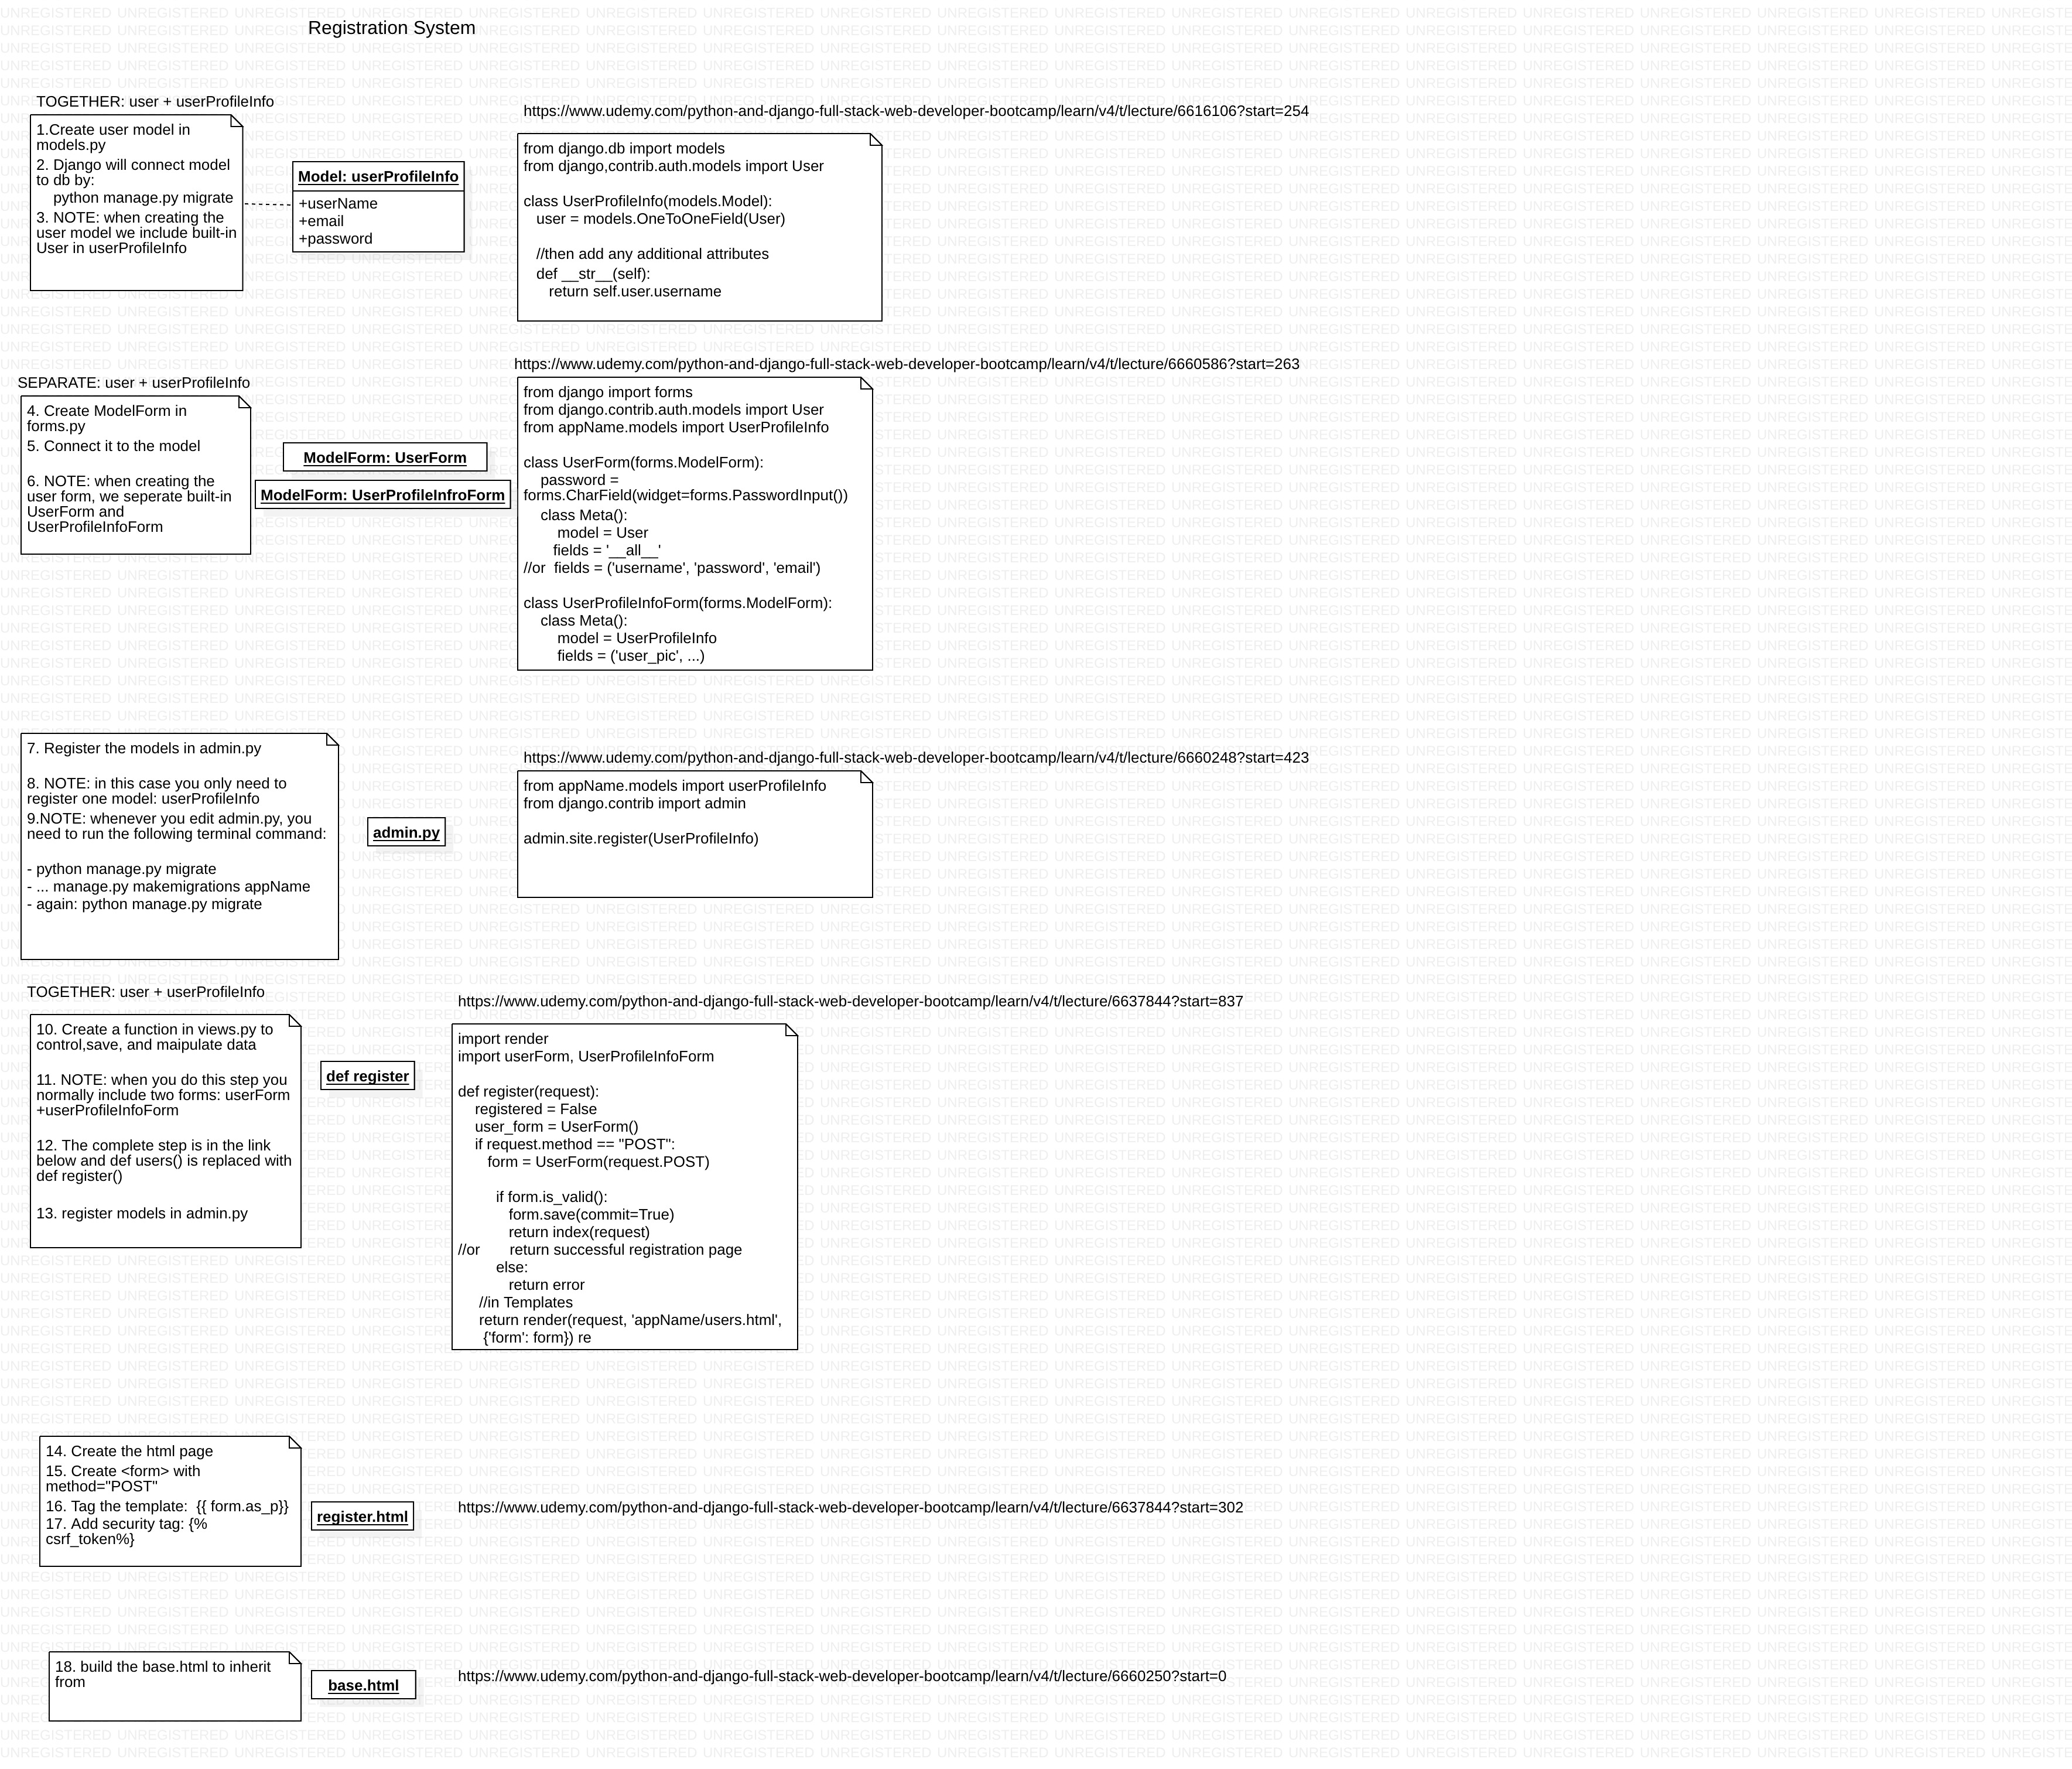 Registration System
TOGETHER: user + userProfileInfo
1.Create user model in
models.py
2. Django will connect model
to db by:
python manage.py migrate
3. NOTE: when creating the
user model we include built-in
User in userProfileInfo
Model: userProfileInfo
+userName
+email
+password
https://www.udemy.com/python-and-django-full-stack-web-developer-bootcamp/learn/v4/t/lecture/6616106?start=254
from django.db import models
from django,contrib.auth.models import User
class UserProfileInfo(models.Model):
user = models.OneToOneField(User)
//then add any additional attributes
def __str__(self):
return self.user.username
SEPARATE: user + userProfileInfo
4. Create ModelForm in
forms.py
5. Connect it to the model
6. NOTE: when creating the
user form, we seperate built-in
UserForm and
UserProfileInfoForm
ModelForm: UserForm
ModelForm: UserProfileInfroForm
https://www.udemy.com/python-and-django-full-stack-web-developer-bootcamp/learn/v4/t/lecture/6660586?start=263
from django import forms
from django.contrib.auth.models import User
from appName.models import UserProfileInfo
class UserForm(forms.ModelForm):
password =
forms.CharField(widget=forms.PasswordInput())
class Meta():
model = User
fields = '__all__'
//or  fields = ('username', 'password', 'email')
class UserProfileInfoForm(forms.ModelForm):
class Meta():
model = UserProfileInfo
fields = ('user_pic', ...)
7. Register the models in admin.py
8. NOTE: in this case you only need to
register one model: userProfileInfo
9.NOTE: whenever you edit admin.py, you
need to run the following terminal command:
- python manage.py migrate
- ... manage.py makemigrations appName
- again: python manage.py migrate
admin.py
https://www.udemy.com/python-and-django-full-stack-web-developer-bootcamp/learn/v4/t/lecture/6660248?start=423
from appName.models import userProfileInfo
from django.contrib import admin
admin.site.register(UserProfileInfo)
TOGETHER: user + userProfileInfo
10. Create a function in views.py to
control,save, and maipulate data
11. NOTE: when you do this step you
normally include two forms: userForm
+userProfileInfoForm
12. The complete step is in the link
below and def users() is replaced with
def register()
13. register models in admin.py
def register
https://www.udemy.com/python-and-django-full-stack-web-developer-bootcamp/learn/v4/t/lecture/6637844?start=837
import render
import userForm, UserProfileInfoForm
def register(request):
registered = False
user_form = UserForm()
if request.method == "POST":
form = UserForm(request.POST)
if form.is_valid():
form.save(commit=True)
return index(request)
//or       return successful registration page
else:
return error
//in Templates
return render(request, 'appName/users.html',
{'form': form}) re
14. Create the html page
15. Create <form> with
method="POST"
16. Tag the template:  {{ form.as_p}}
17. Add security tag: {%
csrf_token%}
register.html
https://www.udemy.com/python-and-django-full-stack-web-developer-bootcamp/learn/v4/t/lecture/6637844?start=302
18. build the base.html to inherit
from
base.html
https://www.udemy.com/python-and-django-full-stack-web-developer-bootcamp/learn/v4/t/lecture/6660250?start=0